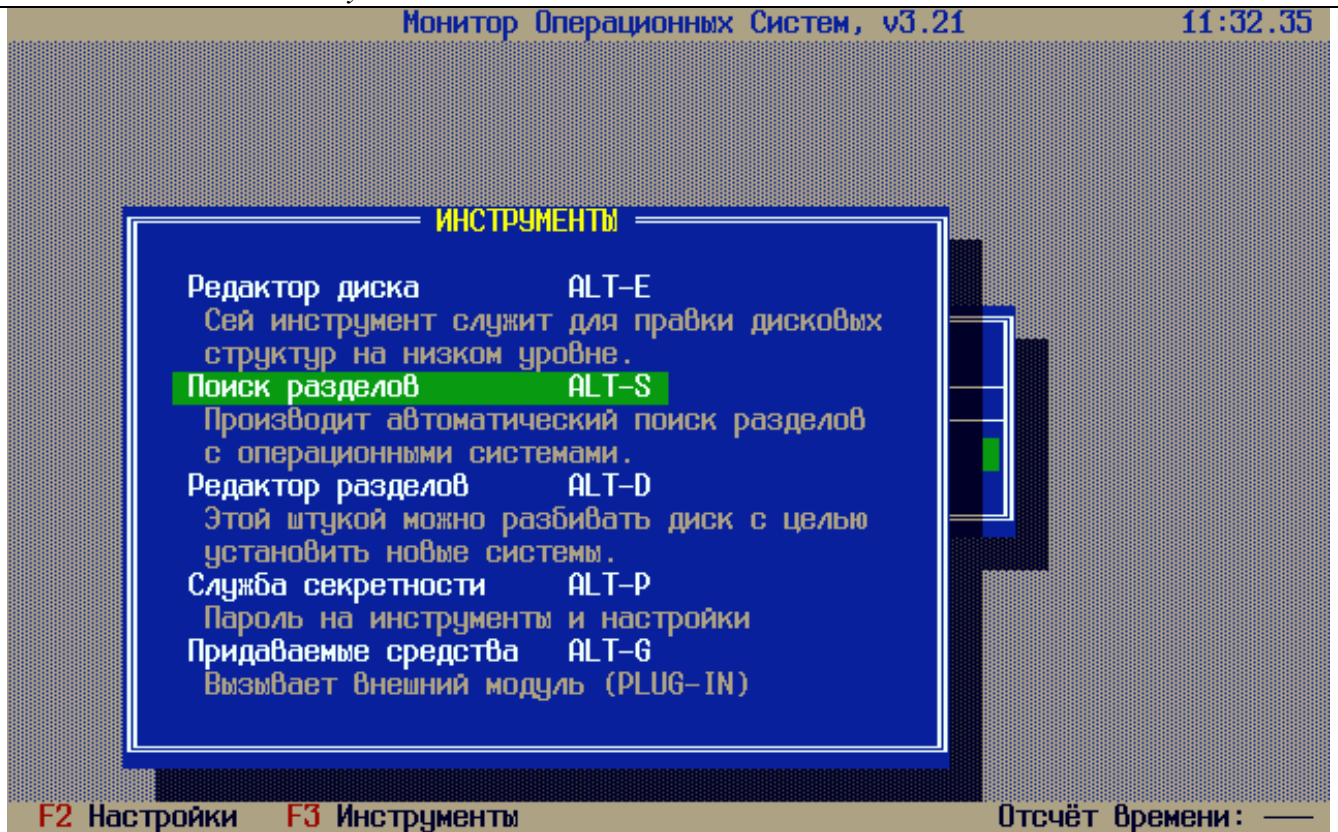 Монитор Операционных Систем, v3.21 11:32.35
ИНСТРУМЕНТЫ
Редактор диска ALT-E
Сей инструмент служит для правки дисковых
структур на низком уровне.
Поиск разделов ALT-S
Производит автоматический поиск разделов
с операционными системами.
Редактор разделов ALT-D
Этой штукой можно разбивать диск с целью
установить новые системы.
Служба секретности ALT-P
Пароль на инструменты и настройки
Придаваемые средства ALT-G
Вызывает внешний модуль (PLUG-IN)
F2 Настройки F3 Инструменты Отсчёт времени: ——